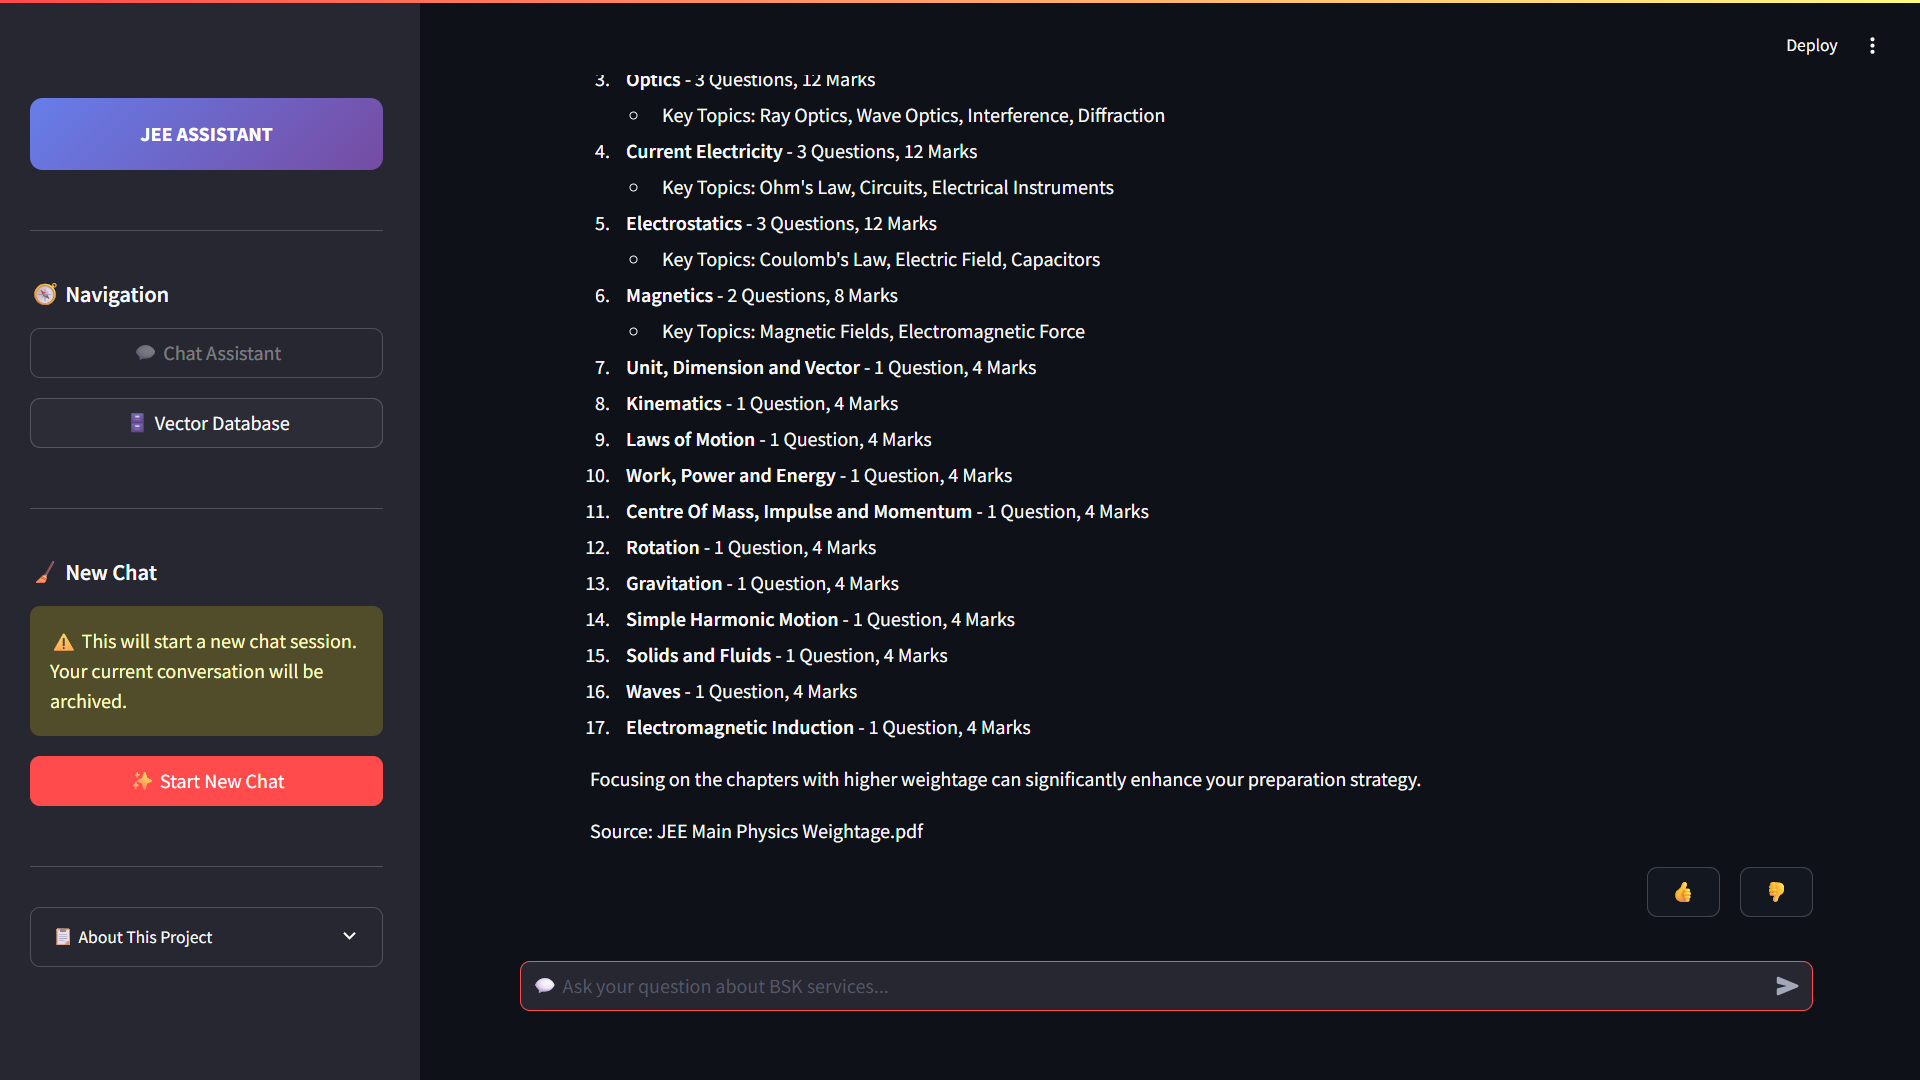 JEE ASSISTANT
Navigation
Chat Assistant
Vector Database
New Chat
This will start a new chat session.
Your current conversation will be
archived.
Start New Chat
About This Project
Deploy
3. Optics - 3 Questions, 12 Marks
Key Topics: Ray Optics, Wave Optics, Interference, Diffraction
4. Current Electricity - 3 Questions, 12 Marks
Key Topics: Ohm's Law, Circuits, Electrical Instruments
5. Electrostatics - 3 Questions, 12 Marks
Key Topics: Coulomb's Law, Electric Field, Capacitors
6. Magnetics - 2 Questions, 8 Marks
Key Topics: Magnetic Fields, Electromagnetic Force
7. Unit, Dimension and Vector - 1 Question, 4 Marks
8. Kinematics - 1 Question, 4 Marks
9. Laws of Motion - 1 Question, 4 Marks
10. Work, Power and Energy - 1 Question, 4 Marks
11. Centre Of Mass, Impulse and Momentum - 1 Question, 4 Marks
12. Rotation - 1 Question, 4 Marks
13. Gravitation - 1 Question, 4 Marks
14. Simple Harmonic Motion - 1 Question, 4 Marks
15. Solids and Fluids - 1 Question, 4 Marks
16. Waves - 1 Question, 4 Marks
17. Electromagnetic Induction - 1 Question, 4 Marks
Focusing on the chapters with higher weightage can significantly enhance your preparation strategy.
Source: JEE Main Physics Weightage.pdf
Ask your question about BSK services...